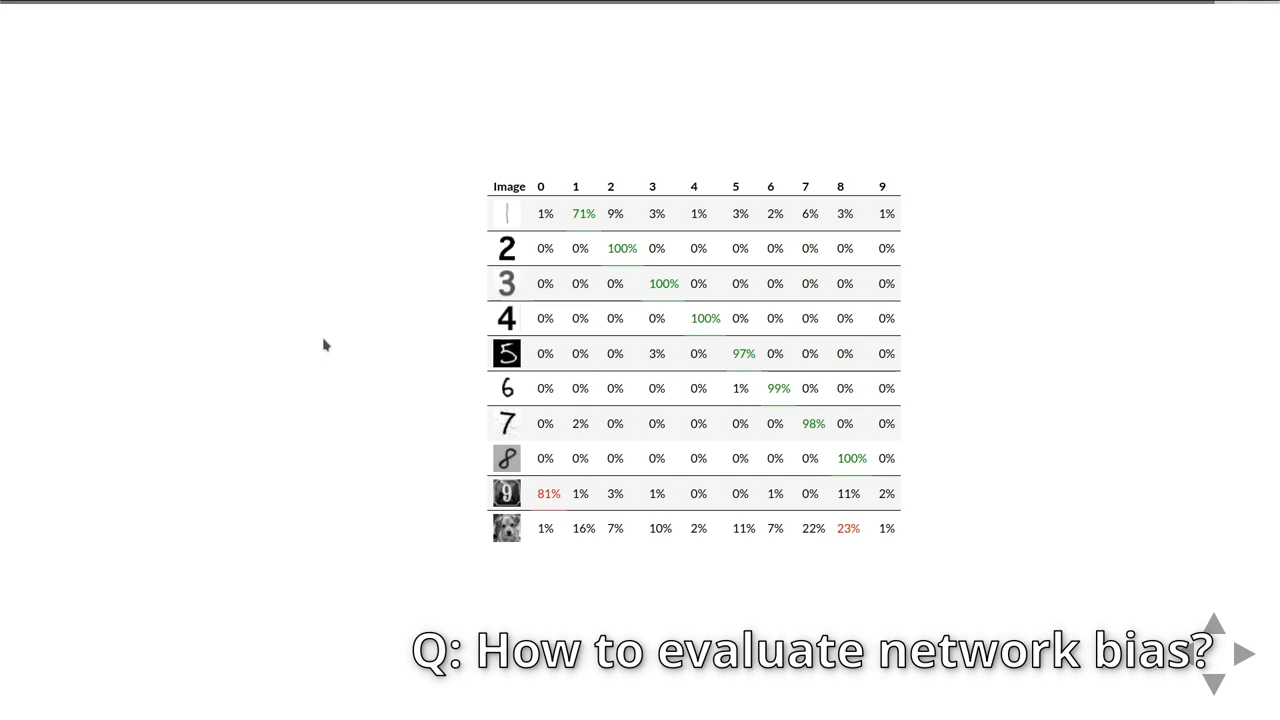 Image 0 1 2 3 4 5 6 7 8 9
1 1% 71% 9% 3% 1% 3% 2% 6% 3% 1%
2 0% 0% 100% 0% 0% 0% 0% 0% 0% 0%
3 0% 0% 0% 100% 0% 0% 0% 0% 0% 0%
4 0% 0% 0% 0% 100% 0% 0% 0% 0% 0%
5 0% 0% 0% 3% 0% 97% 0% 0% 0% 0%
6 0% 0% 0% 0% 0% 1% 99% 0% 0% 0%
7 0% 2% 0% 0% 0% 0% 0% 98% 0% 0%
8 0% 0% 0% 0% 0% 0% 0% 0% 100% 0%
9 81% 1% 3% 1% 0% 0% 1% 0% 11% 2%
1% 16% 7% 10% 2% 11% 7% 22% 23% 1%
Q: How to evaluate network bias?